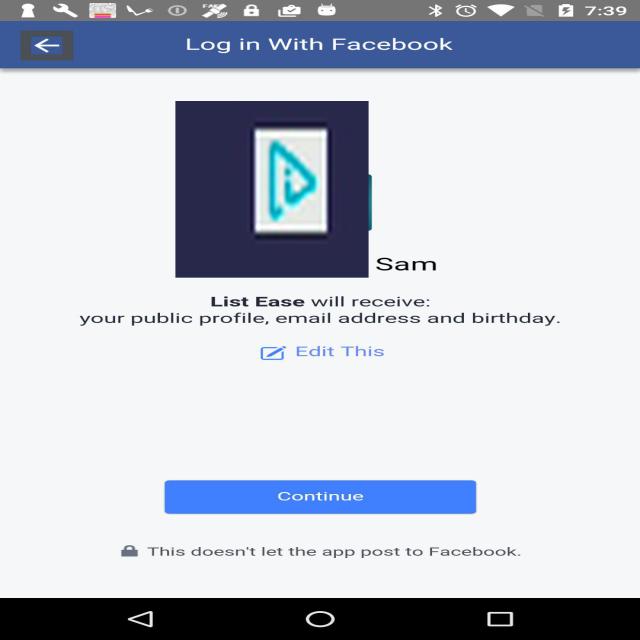 7:39
Log in With Facebook
Sam
List Ease will receive:
your public profile, email address and birthday.
Edit This
Continue
This doesn't let the app post to Facebook.